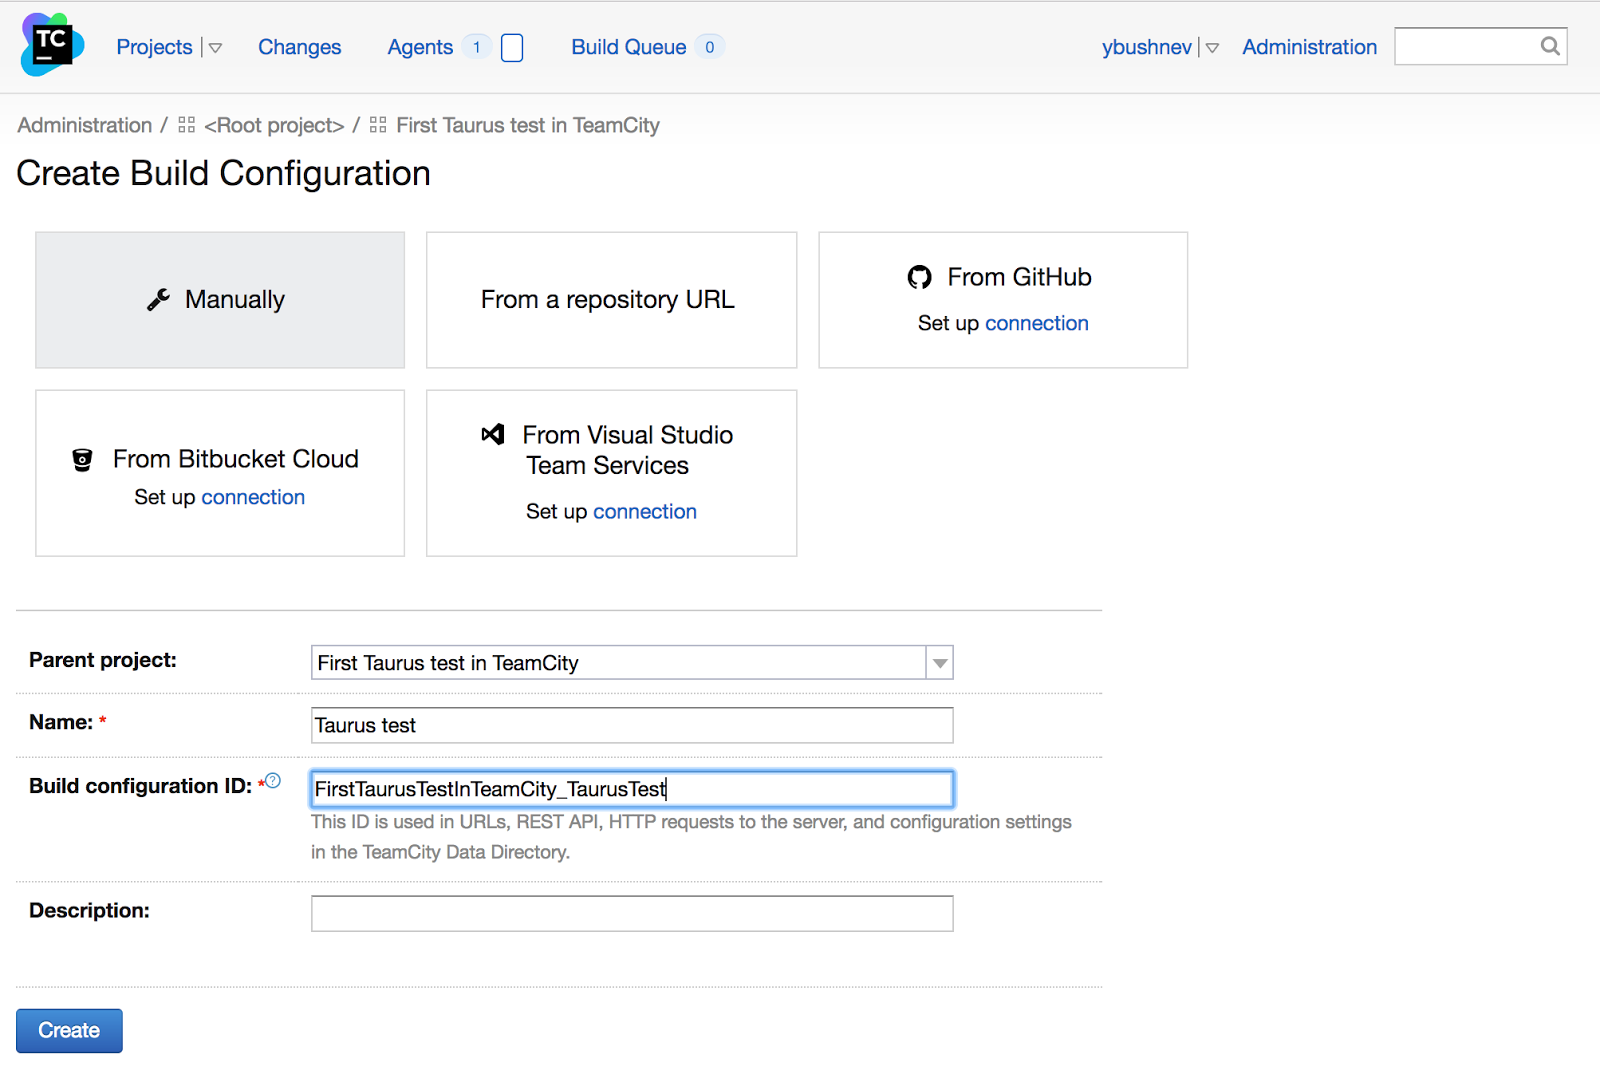 TC
Projects Changes Agents 1 Build Queue 0 ybushnev Administration
Administration / <Root project> / First Taurus test in TeamCity
Create Build Configuration
Manually
From a repository URL
From GitHub
Set up connection
From Bitbucket Cloud
Set up connection
From Visual Studio
Team Services
Set up connection
Parent project: First Taurus test in TeamCity
Name: * Taurus test
Build configuration ID: * ? FirstTaurusTestInTeamCity_TaurusTest
This ID is used in URLs, REST API, HTTP requests to the server, and configuration settings
in the TeamCity Data Directory.
Description:
Create